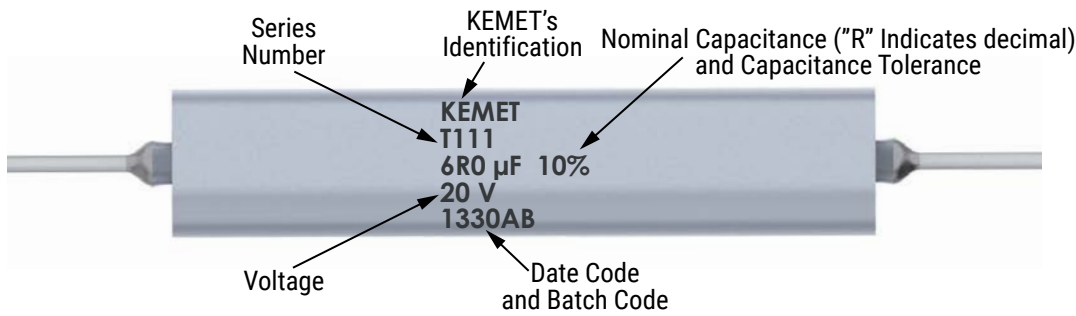 Series
Number
KEMET's
Identification
Nominal Capacitance (”R” Indicates decimal)
and Capacitance Tolerance
KEMET
T111
6R0 µF 10%
20 V
1330AB
Voltage
Date Code
and Batch Code